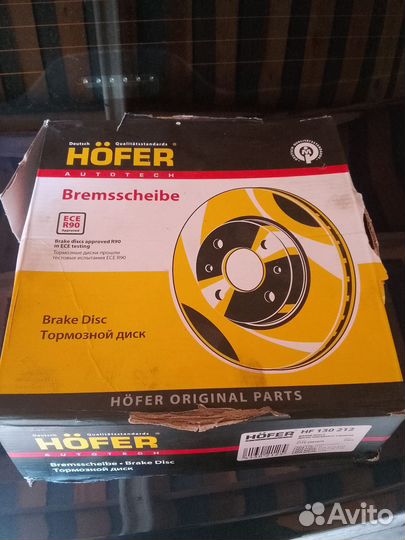 Deutsch Qualitätsstandards
HÖFER
AUTOTECH
Bremsscheibe
ECE
R90
Approved
Brake discs approved R90
in ECE testing
Тормозные диски прошли
тестовые испытания ECE R90
Brake Disc
Тормозной диск
HÖFER ORIGINAL PARTS
Deutsch Qualitätsstandards
HÖFER
AUTOTECH
Bremsscheibe • Brake Disc
Тормозной диск
HÖFER
HF 130 212
Avito